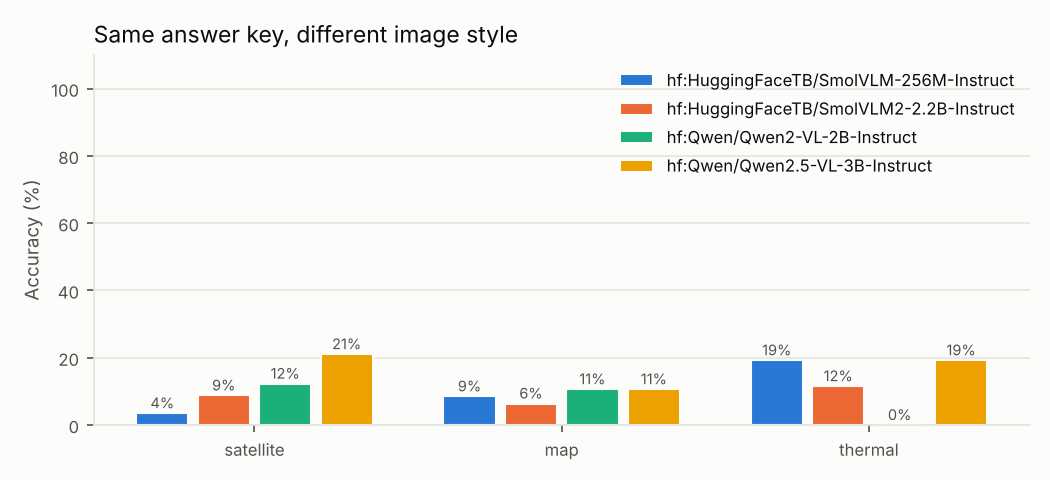 Same answer key, different image style
hf:HuggingFaceTB/SmolVLM-256M-Instruct
hf:HuggingFaceTB/SmolVLM2-2.2B-Instruct
hf:Qwen/Qwen2-VL-2B-Instruct
hf:Qwen/Qwen2.5-VL-3B-Instruct
Accuracy (%)
100
80
60
40
20
0
4%
9%
12%
21%
9%
6%
11%
11%
19%
12%
0%
19%
satellite
map
thermal